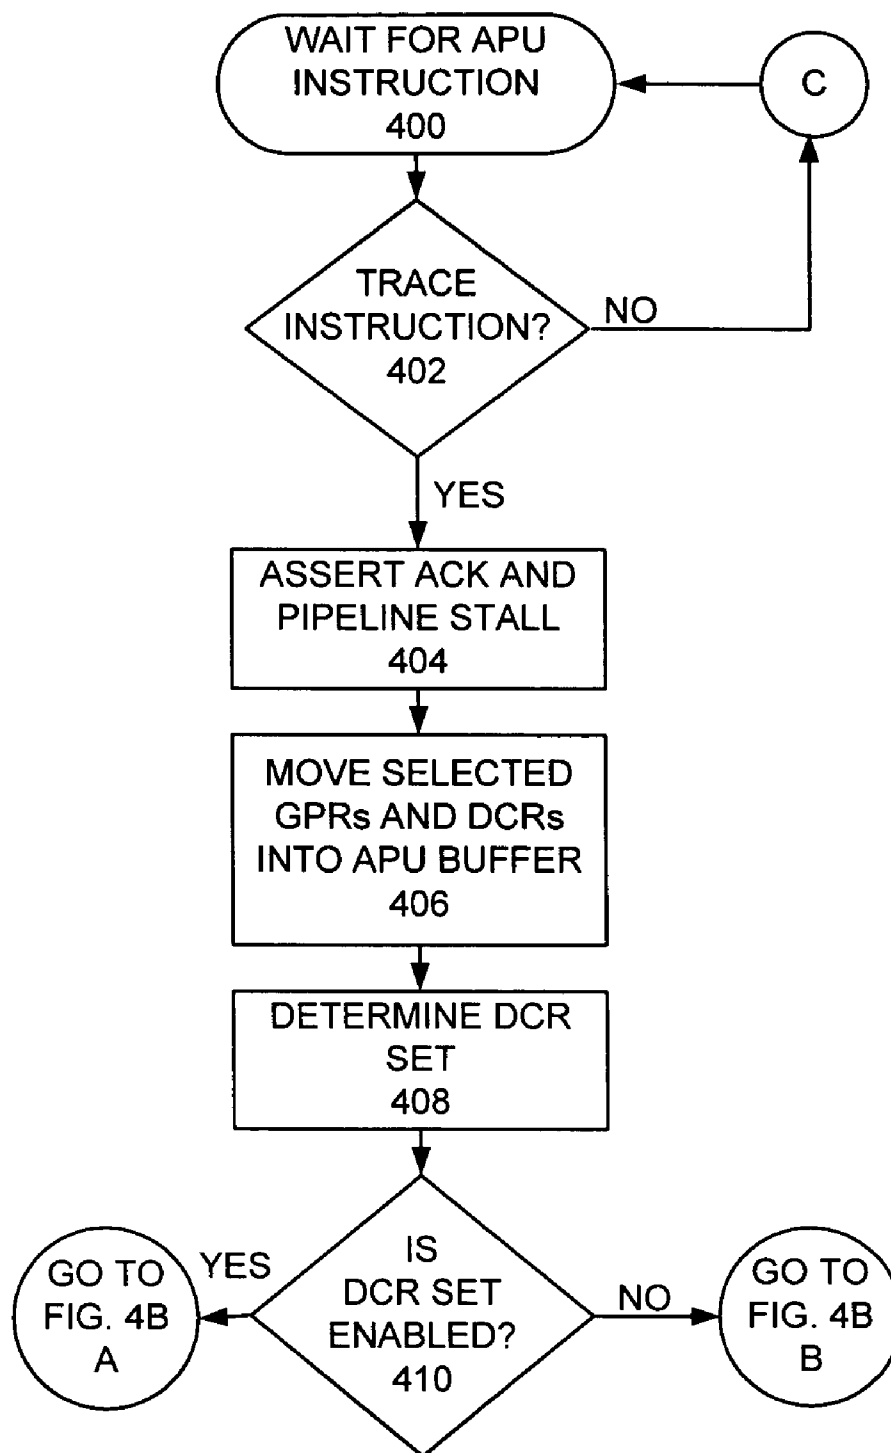 WAIT FOR APU
INSTRUCTION
400
C
TRACE
INSTRUCTION?
402
NO
YES
ASSERT ACK AND
PIPELINE STALL
404
MOVE SELECTED
GPRs AND DCRs
INTO APU BUFFER
406
DETERMINE DCR
SET
408
IS
DCR SET
ENABLED?
410
YES
GO TO
FIG. 4B
A
NO
GO TO
FIG. 4B
B